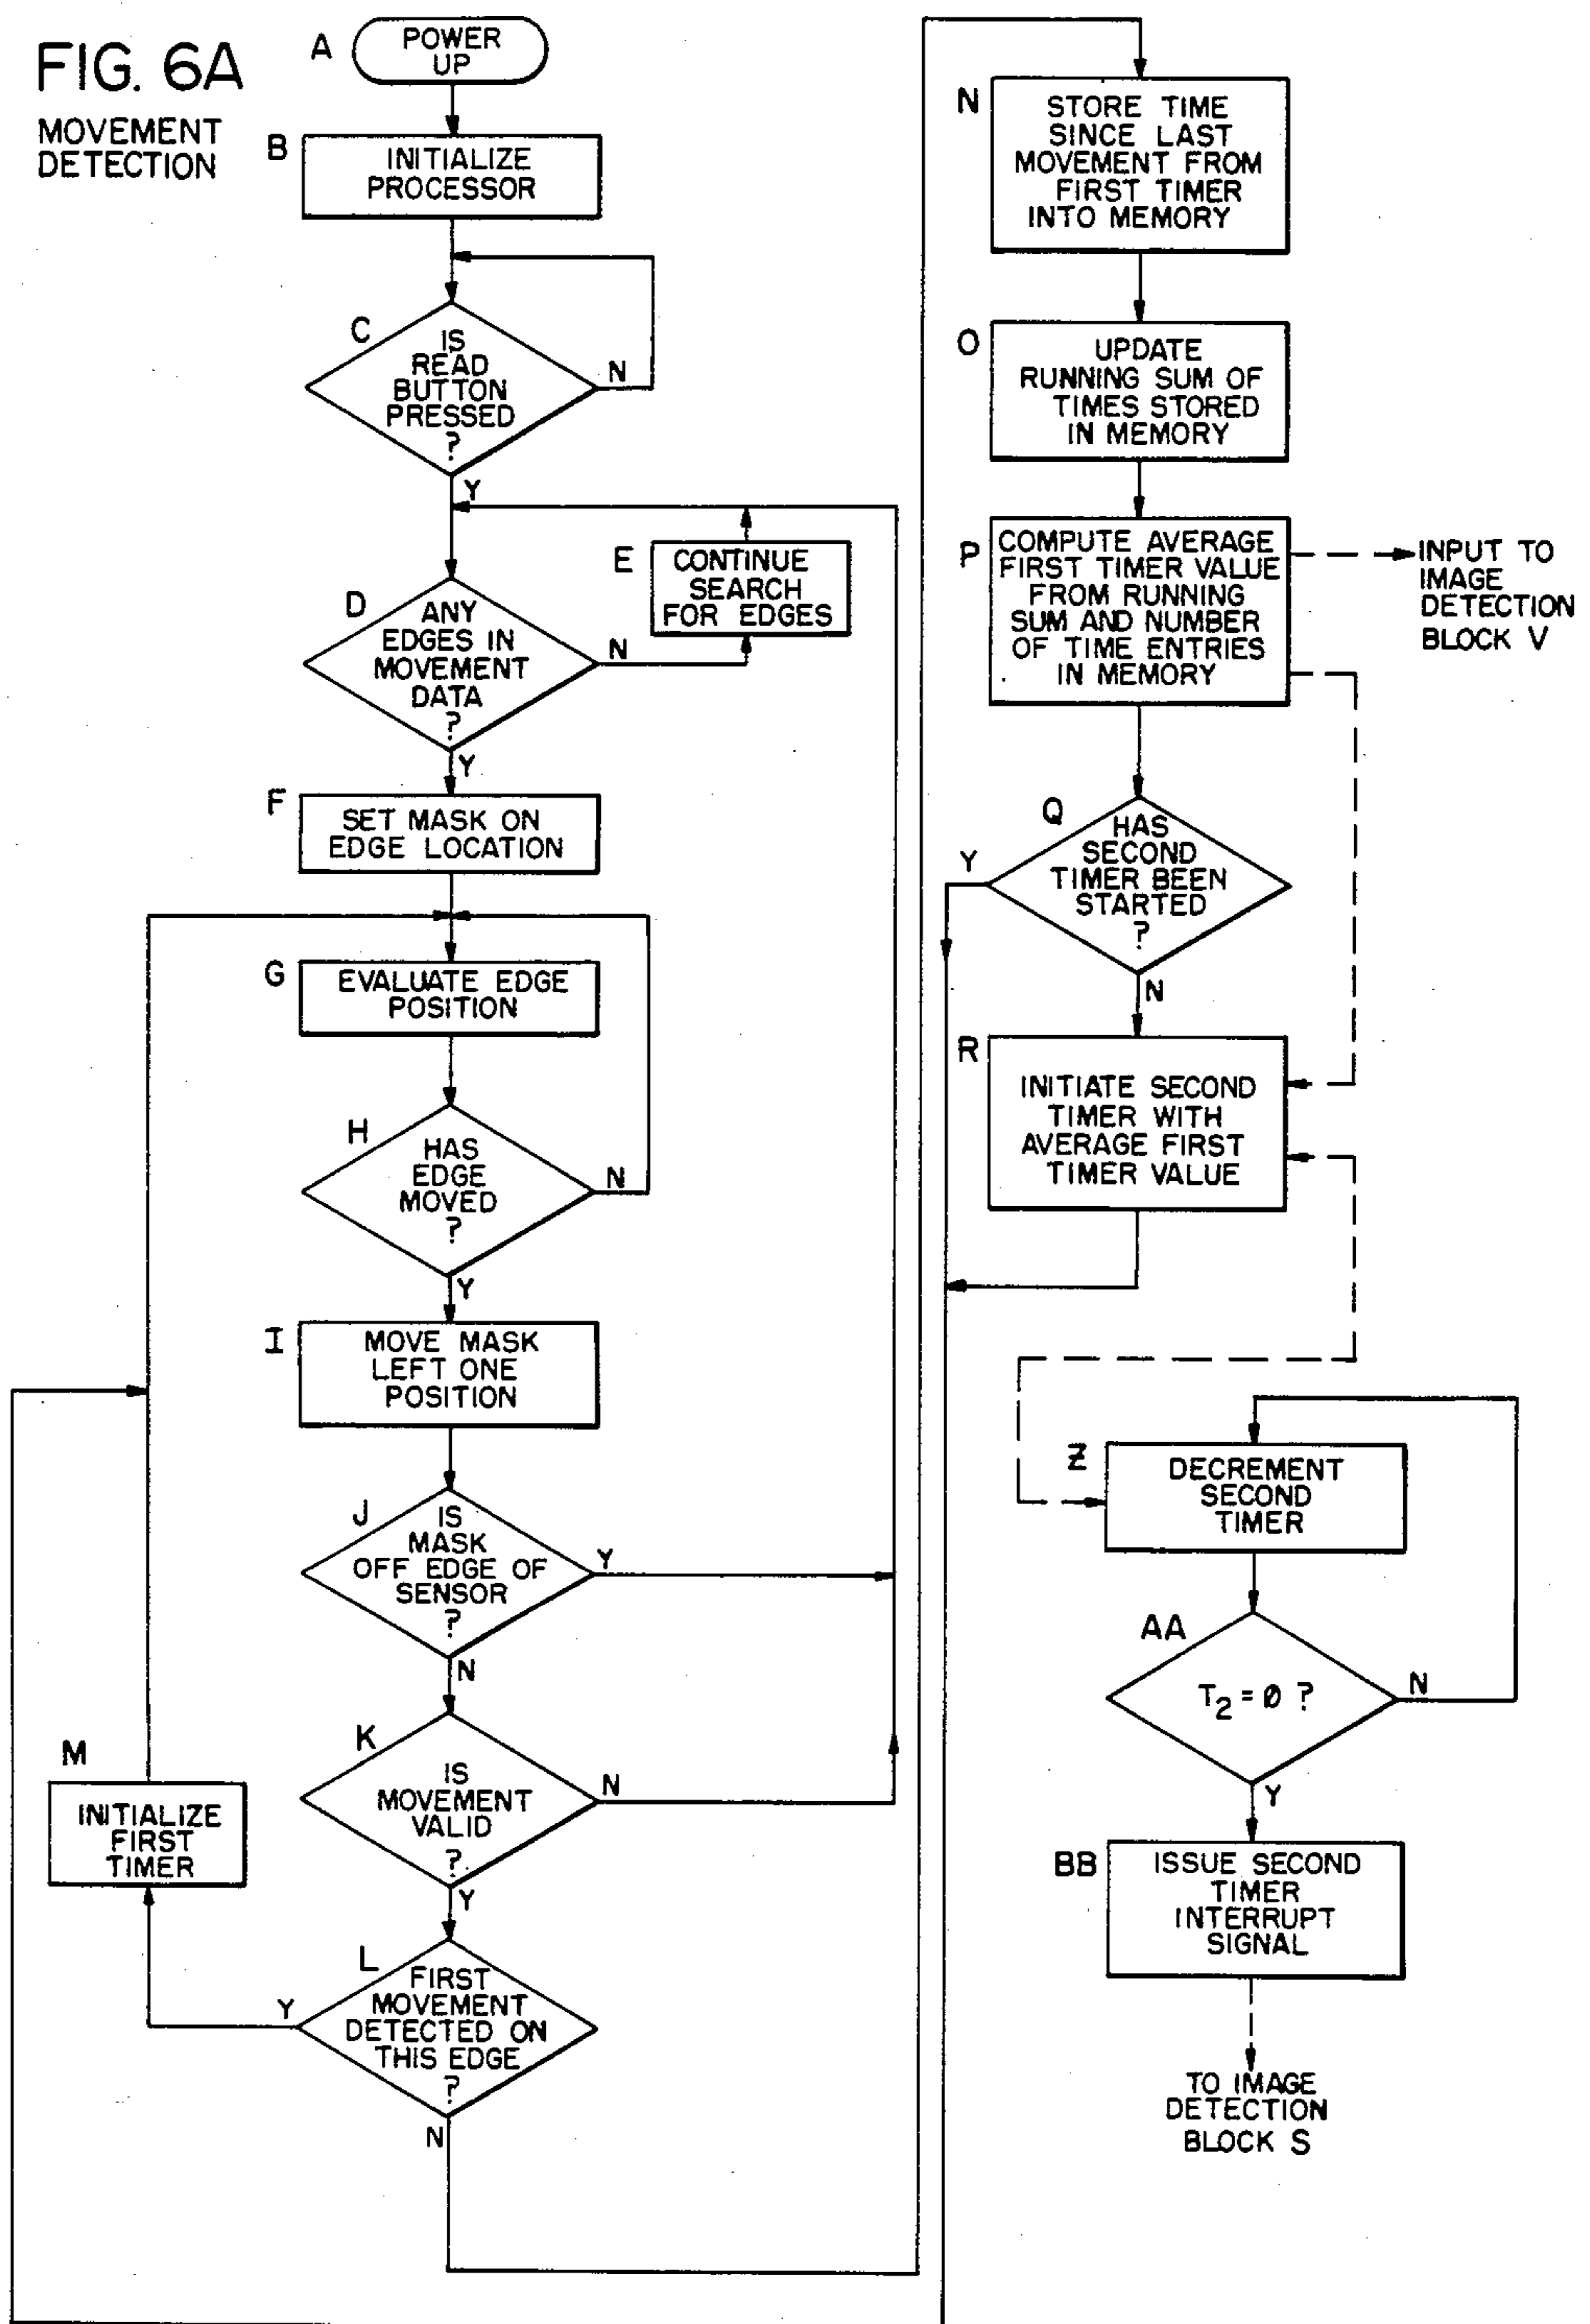 FIG. 6A
MOVEMENT
DETECTION
A
POWER
UP
B
INITIALIZE
PROCESSOR
C
IS
READ
BUTTON
PRESSED
?
N
Y
D
ANY
EDGES IN
MOVEMENT
DATA
?
N
E
CONTINUE
SEARCH
FOR EDGES
Y
F
SET MASK ON
EDGE LOCATION
G
EVALUATE EDGE
POSITION
H
HAS
EDGE
MOVED
?
N
Y
I
MOVE MASK
LEFT ONE
POSITION
J
IS
MASK
OFF EDGE OF
SENSOR
?
Y
N
K
IS
MOVEMENT
VALID
?
N
Y
L
FIRST
MOVEMENT
DETECTED ON
THIS EDGE
?
Y
N
M
INITIALIZE
FIRST
TIMER
N
STORE TIME
SINCE LAST
MOVEMENT FROM
FIRST TIMER
INTO MEMORY
O
UPDATE
RUNNING SUM OF
TIMES STORED
IN MEMORY
P
COMPUTE AVERAGE
FIRST TIMER VALUE
FROM RUNNING
SUM AND NUMBER
OF TIME ENTRIES
IN MEMORY
INPUT TO
IMAGE
DETECTION
BLOCK V
Q
HAS
SECOND
TIMER BEEN
STARTED
?
Y
N
R
INITIATE SECOND
TIMER WITH
AVERAGE FIRST
TIMER VALUE
Z
DECREMENT
SECOND
TIMER
AA
T2 = Ø ?
N
Y
BB
ISSUE SECOND
TIMER
INTERRUPT
SIGNAL
TO IMAGE
DETECTION
BLOCK S